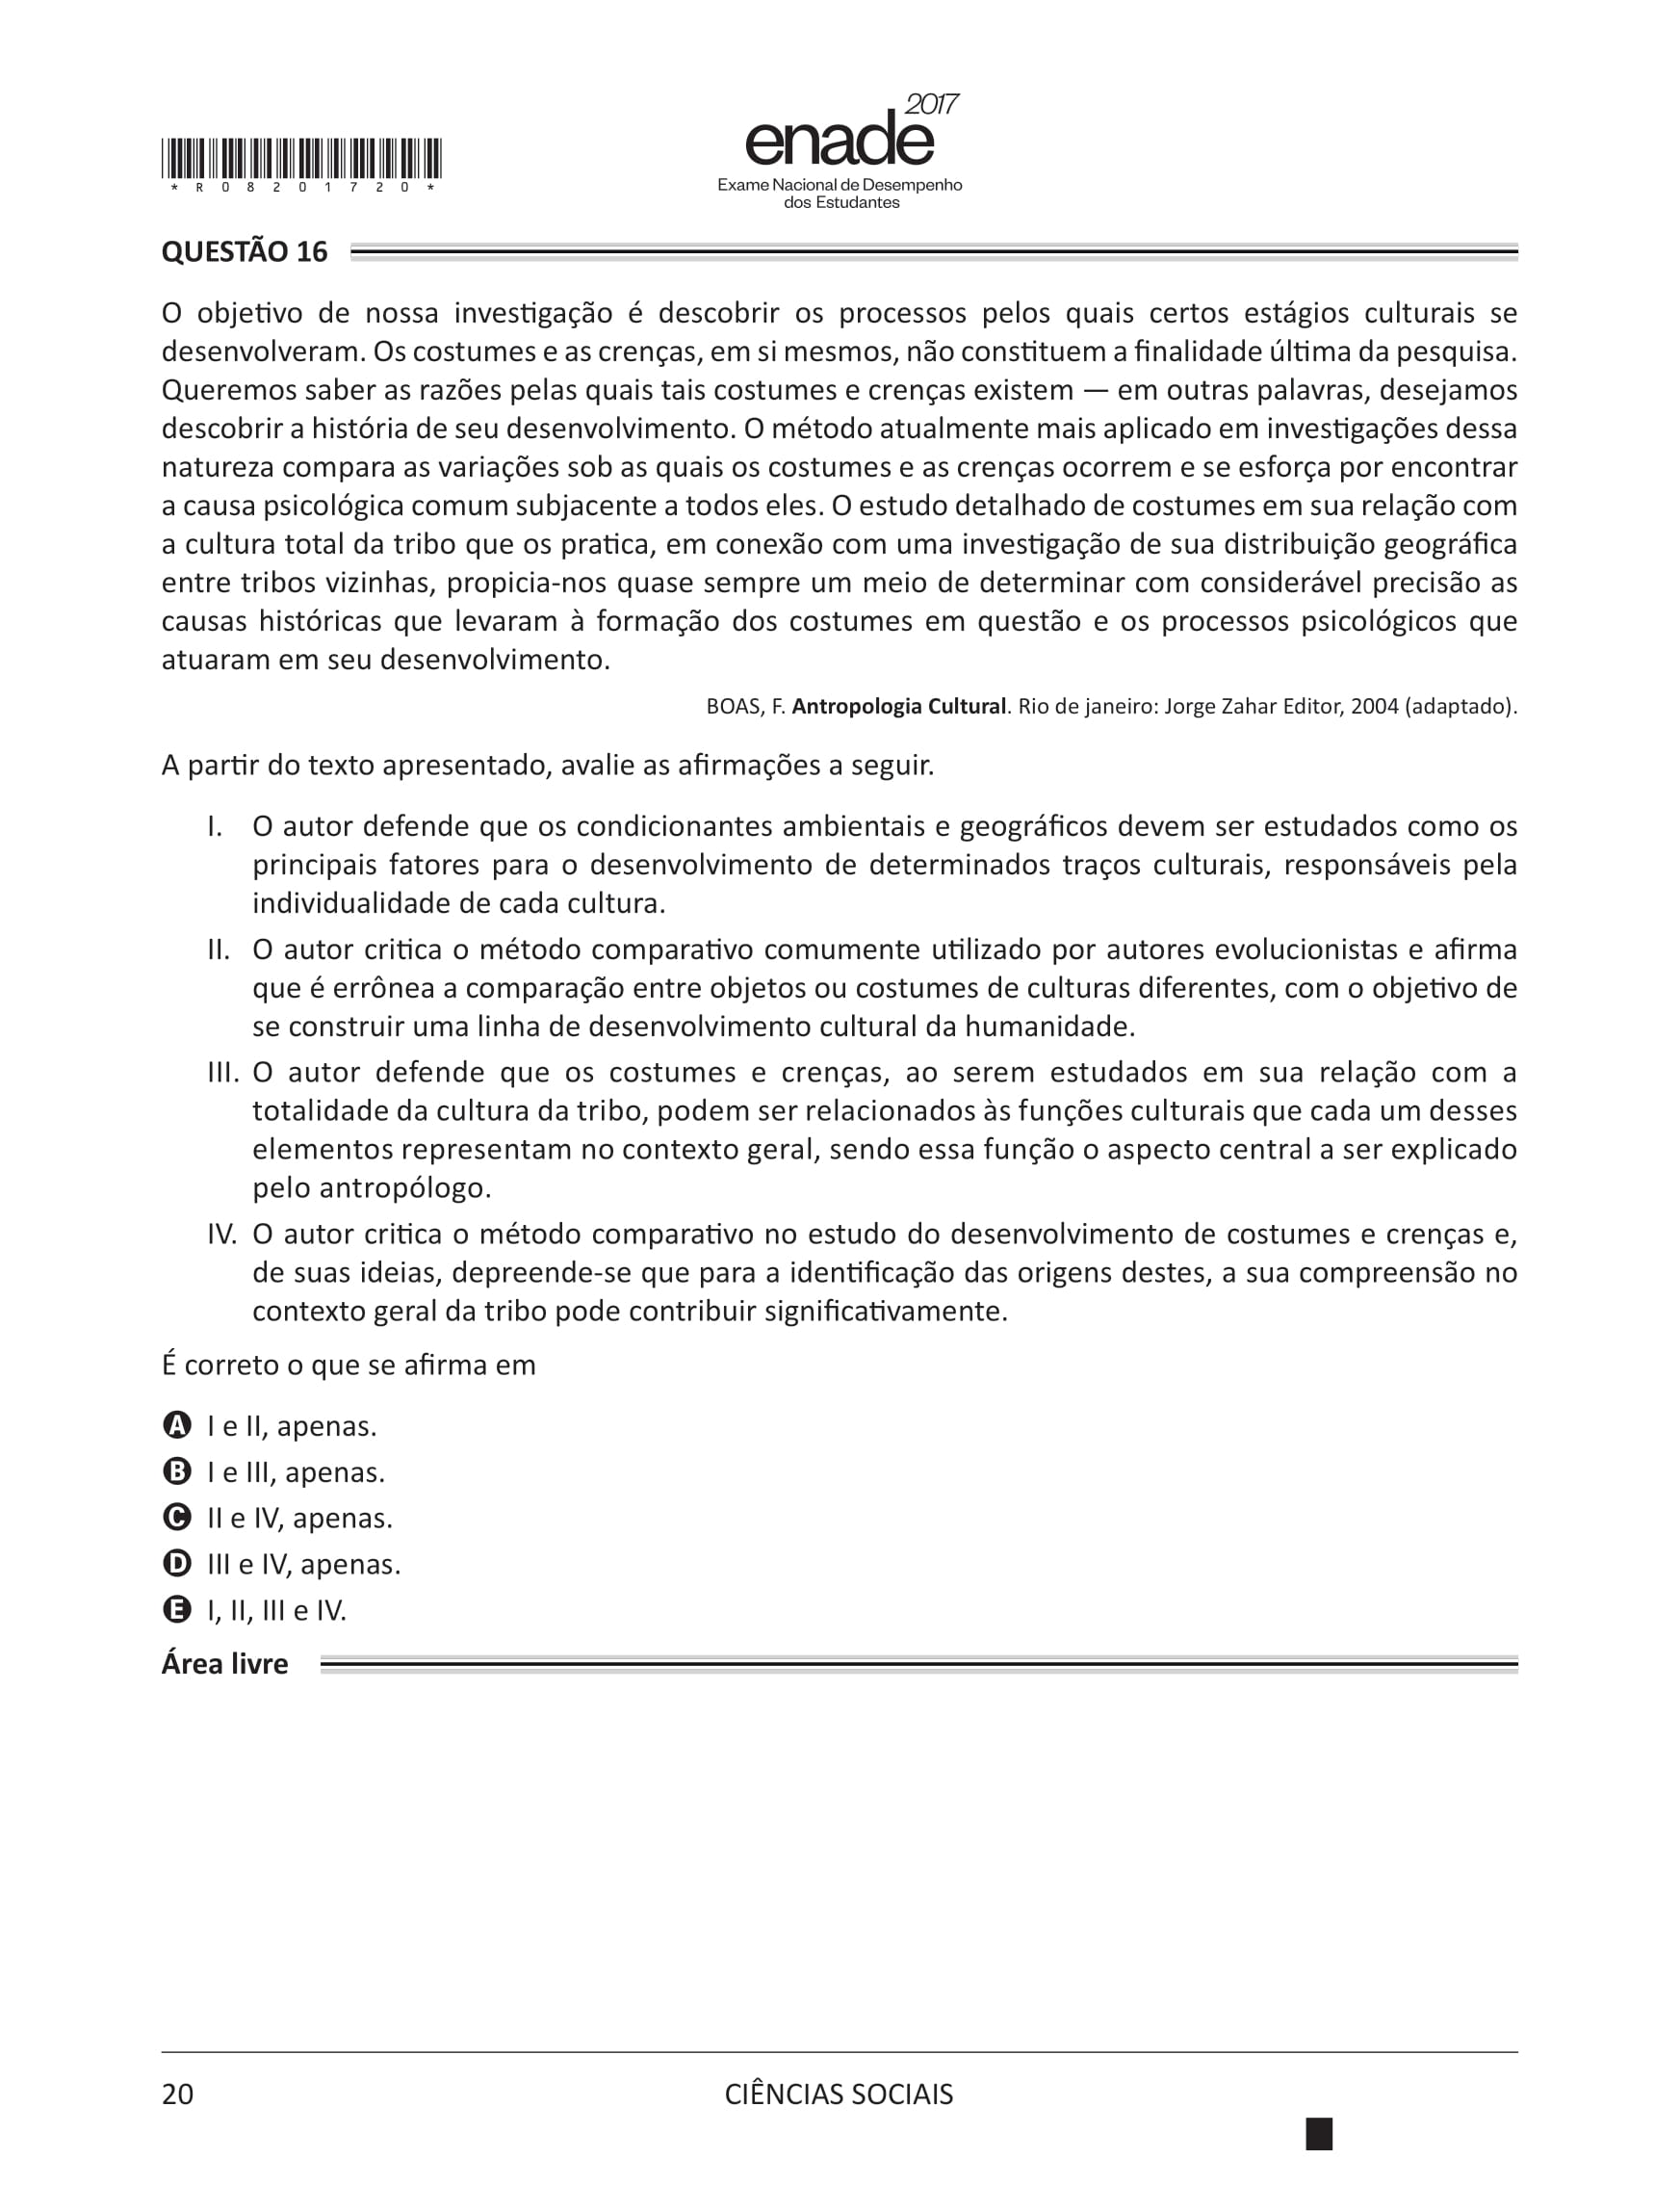 *R08201720*
enade 2017
Exame Nacional de Desempenho
dos Estudantes
QUESTÃO 16
O objetivo de nossa investigação é descobrir os processos pelos quais certos estágios culturais se
desenvolveram. Os costumes e as crenças, em si mesmos, não constituem a finalidade última da pesquisa.
Queremos saber as razões pelas quais tais costumes e crenças existem — em outras palavras, desejamos
descobrir a história de seu desenvolvimento. O método atualmente mais aplicado em investigações dessa
natureza compara as variações sob as quais os costumes e as crenças ocorrem e se esforça por encontrar
a causa psicológica comum subjacente a todos eles. O estudo detalhado de costumes em sua relação com
a cultura total da tribo que os pratica, em conexão com uma investigação de sua distribuição geográfica
entre tribos vizinhas, propicia-nos quase sempre um meio de determinar com considerável precisão as
causas históricas que levaram à formação dos costumes em questão e os processos psicológicos que
atuaram em seu desenvolvimento.
BOAS, F. Antropologia Cultural. Rio de janeiro: Jorge Zahar Editor, 2004 (adaptado).
A partir do texto apresentado, avalie as afirmações a seguir.
I. O autor defende que os condicionantes ambientais e geográficos devem ser estudados como os
principais fatores para o desenvolvimento de determinados traços culturais, responsáveis pela
individualidade de cada cultura.
II. O autor critica o método comparativo comumente utilizado por autores evolucionistas e afirma
que é errônea a comparação entre objetos ou costumes de culturas diferentes, com o objetivo de
se construir uma linha de desenvolvimento cultural da humanidade.
III. O autor defende que os costumes e crenças, ao serem estudados em sua relação com a
totalidade da cultura da tribo, podem ser relacionados às funções culturais que cada um desses
elementos representam no contexto geral, sendo essa função o aspecto central a ser explicado
pelo antropólogo.
IV. O autor critica o método comparativo no estudo do desenvolvimento de costumes e crenças e,
de suas ideias, depreende-se que para a identificação das origens destes, a sua compreensão no
contexto geral da tribo pode contribuir significativamente.
É correto o que se afirma em
A I e II, apenas.
B I e III, apenas.
C II e IV, apenas.
D III e IV, apenas.
E I, II, III e IV.
Área livre
20
CIÊNCIAS SOCIAIS